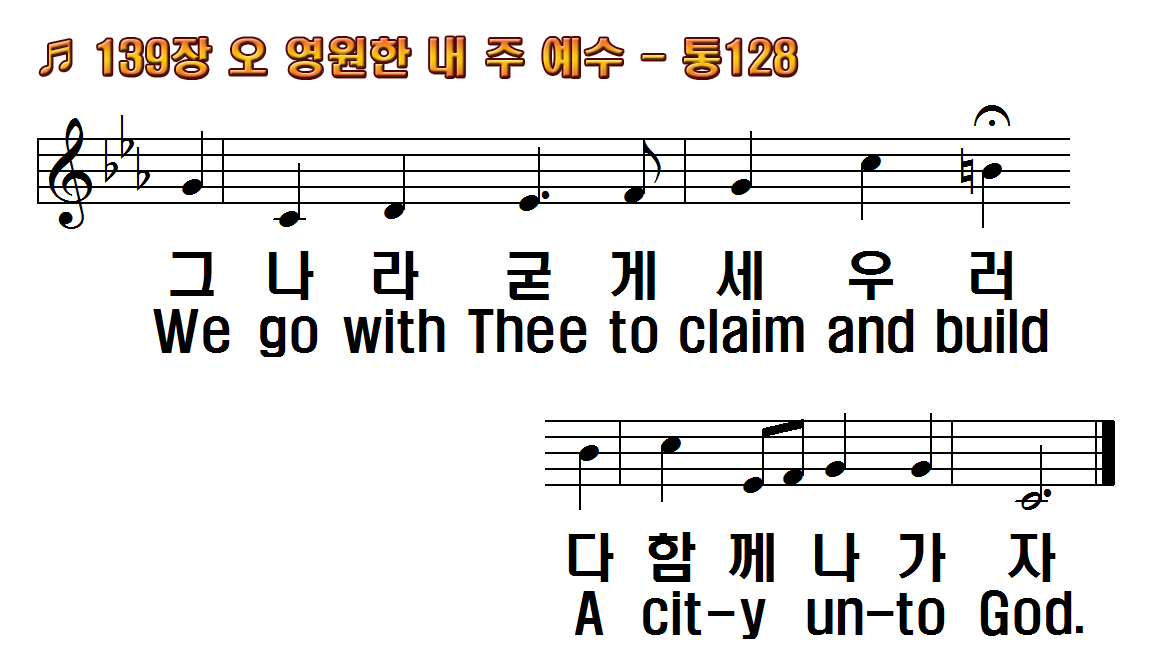 ♬ 139장 오 영원한 내 주 예수 - 통128
그 나 라 굳 게 세 우 러
We go with Thee to claim and build
다 함 께 나 가 자
A cit-y un-to God.